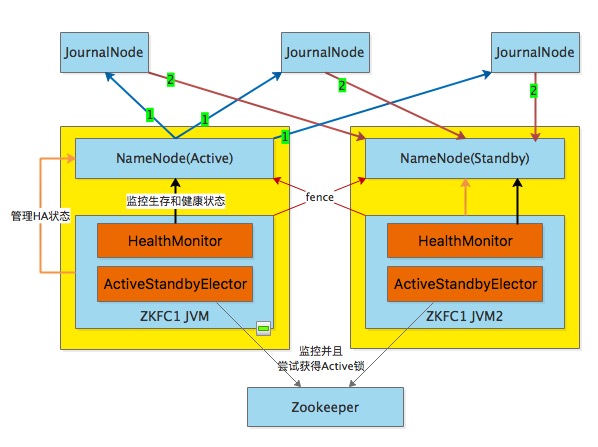 JournalNode
JournalNode
JournalNode
2
2
2
1
1
1
NameNode(Active)
NameNode(Standby)
监控生存和健康状态
fence
管理HA状态
HealthMonitor
HealthMonitor
ActiveStandbyElector
ActiveStandbyElector
ZKFC1 JVM
ZKFC1 JVM2
监控并且
尝试获得Active锁
Zookeeper